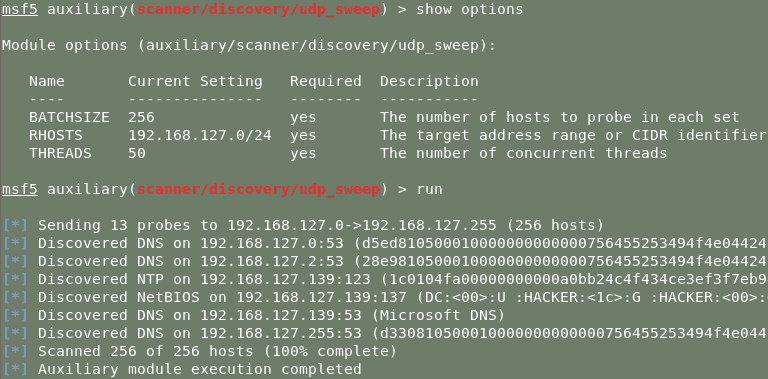 msf5 auxiliary(scanner/discovery/udp_sweep) > show options
Module options (auxiliary/scanner/discovery/udp_sweep):
Name Current Setting Required Description
---- --------------- -------- -----------
BATCHSIZE 256 yes The number of hosts to probe in each set
RHOSTS 192.168.127.0/24 yes The target address range or CIDR identifier
THREADS 50 yes The number of concurrent threads
msf5 auxiliary(scanner/discovery/udp_sweep) > run
[*] Sending 13 probes to 192.168.127.0->192.168.127.255 (256 hosts)
[*] Discovered DNS on 192.168.127.0:53 (d5ed81050001000000000000756455253494f4e04424
[*] Discovered DNS on 192.168.127.2:53 (28e981050001000000000000756455253494f4e04424
[*] Discovered NTP on 192.168.127.139:123 (1c0104fa00000000000a0bb24c4f434ce3ef3f7eb9
[*] Discovered NetBIOS on 192.168.127.139:137 (DC:<00>:U :HACKER:<1c>:G :HACKER:<00>:
[*] Discovered DNS on 192.168.127.139:53 (Microsoft DNS)
[*] Discovered DNS on 192.168.127.255:53 (d33081050001000000000000756455253494f4e044
[*] Scanned 256 of 256 hosts (100% complete)
[*] Auxiliary module execution completed